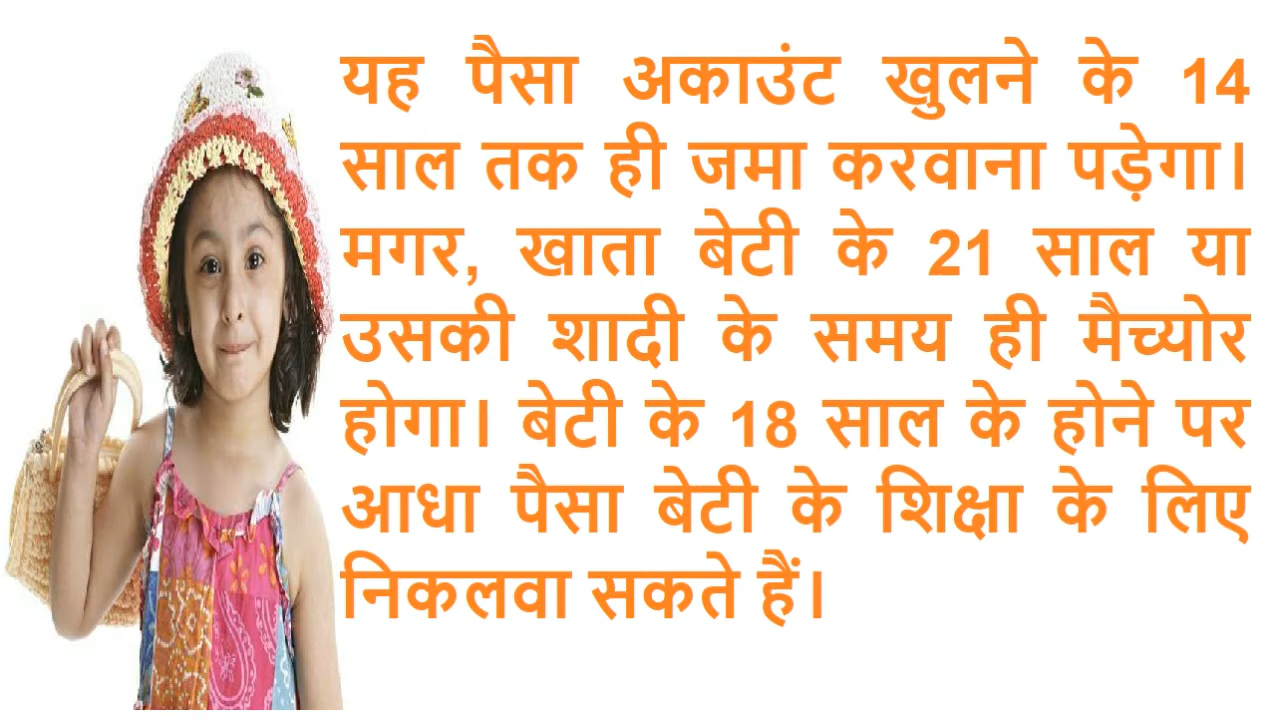 यह पैसा अकाउंट खुलने के 14
साल तक ही जमा करवाना पड़ेगा।
मगर, खाता बेटी के 21 साल या
उसकी शादी के समय ही मैच्योर
होगा। बेटी के 18 साल के होने पर
आधा पैसा बेटी के शिक्षा के लिए
निकलवा सकते हैं।